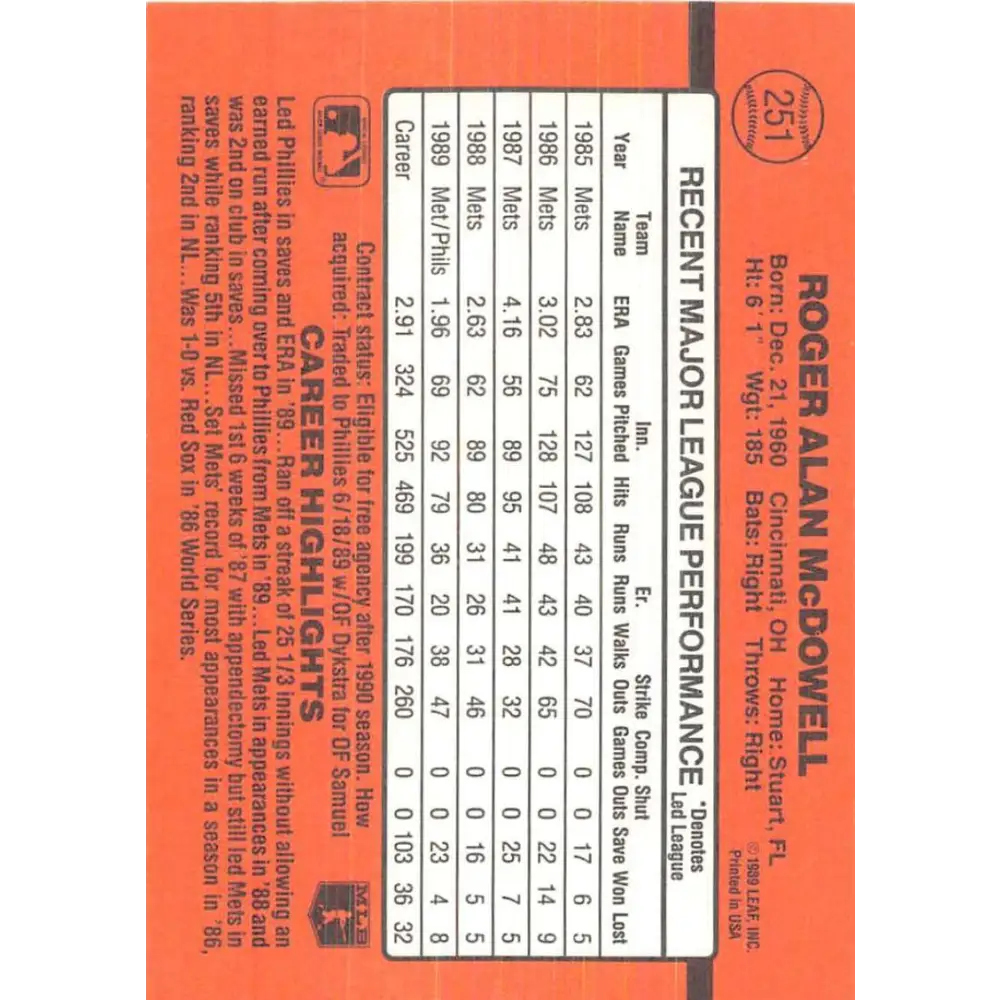 251
ROGER ALAN McDOWELL
Born: Dec. 21, 1960 Cincinnati, OH Home: Stuart, FL
Ht: 6'1" Wgt: 185 Bats: Right Throws: Right
© 1989 LEAF, INC.
Printed in USA
RECENT MAJOR LEAGUE PERFORMANCE *Denotes
Led League
Team Inn. Er. Strike Comp. Shut
Year Name ERA Games Pitched Hits Runs Runs Walks Outs Games Outs Save Won Lost
1985 Mets 2.83 62 127 108 43 40 37 70 0 0 17 6 5
1986 Mets 3.02 75 128 107 48 43 42 65 0 0 22 14 9
1987 Mets 4.16 56 89 95 41 41 28 32 0 0 25 7 5
1988 Mets 2.63 62 89 80 31 26 31 46 0 0 16 5 5
1989 Met/Phils 1.96 69 92 79 36 20 38 47 0 0 23 4 8
Career 2.91 324 525 469 199 170 176 260 0 0 103 36 32
Contract status: Eligible for free agency after 1990 season. How
acquired: Traded to Phillies 6/18/89 w/OF Dykstra for OF Samuel
MLB
CAREER HIGHLIGHTS
Led Phillies in saves and ERA in '89...Ran off a streak of 25 1/3 innings without allowing an
earned run after coming over to Phillies from Mets in '89...Led Mets in appearances in '88 and
was 2nd on club in saves...Missed 1st 6 weeks of '87 with appendectomy but still led Mets in
saves while ranking 5th in NL...Set Mets' record for most appearances in a season in '86,
ranking 2nd in NL...Was 1-0 vs. Red Sox in '86 World Series.